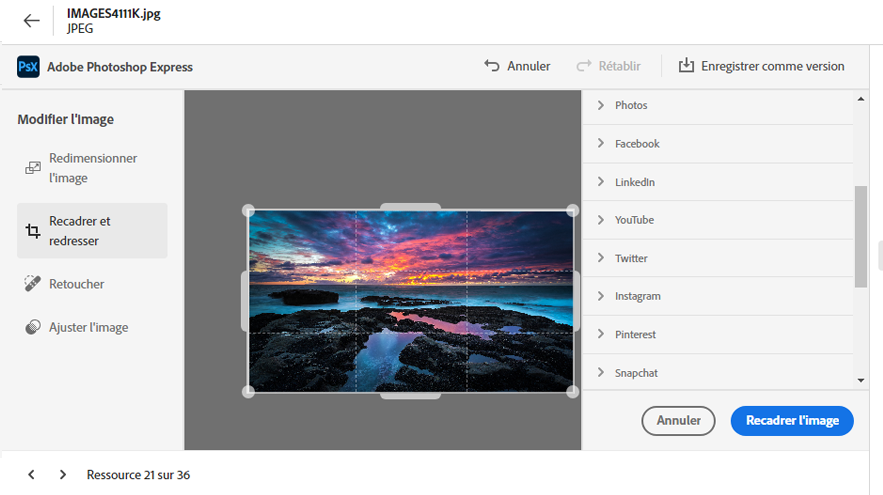 IMAGES4111K.jpg
JPEG
PsX Adobe Photoshop Express
Annuler
Rétablir
Enregistrer comme version
Modifier l'image
Redimensionner
l'image
Recadrer et
redresser
Retoucher
Ajuster l'image
Photos
Facebook
LinkedIn
YouTube
Twitter
Instagram
Pinterest
Snapchat
Annuler
Recadrer l'image
Ressource 21 sur 36